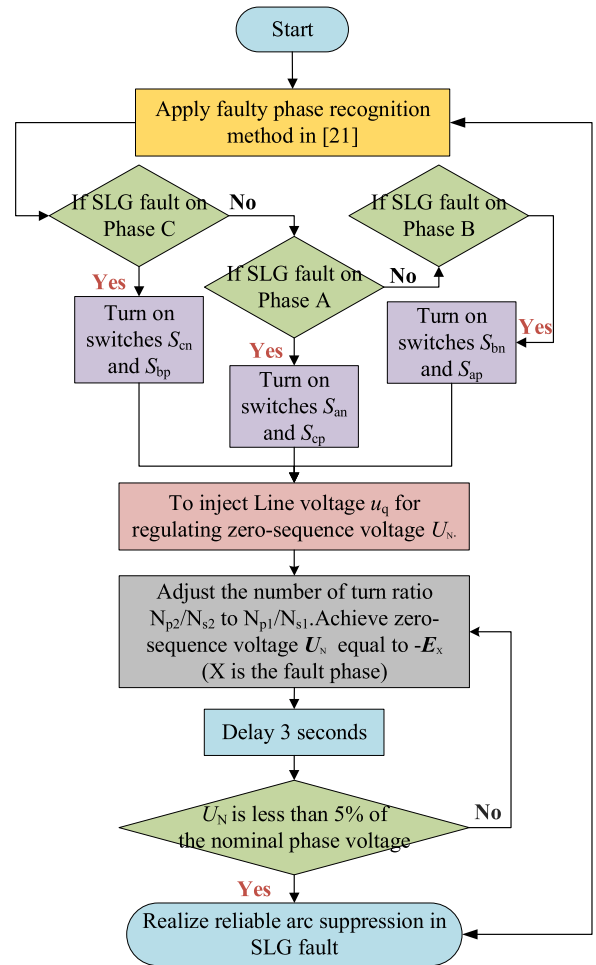 Start
Apply faulty phase recognition
method in [21]
If SLG fault on
Phase C
No
If SLG fault on
Phase B
If SLG fault on
Phase A
No
Yes
Turn on
switches Scn
and Sbp
Yes
Turn on
switches San
and Scp
Yes
Turn on
switches Sbn
and Sap
To inject Line voltage uq for
regulating zero-sequence voltage UN.
Adjust the number of turn ratio
Np2/Ns2 to Np1/Ns1.Achieve zero-
sequence voltage UN equal to -EX
(X is the fault phase)
Delay 3 seconds
UN is less than 5% of
the nominal phase voltage
No
Yes
Realize reliable arc suppression in
SLG fault